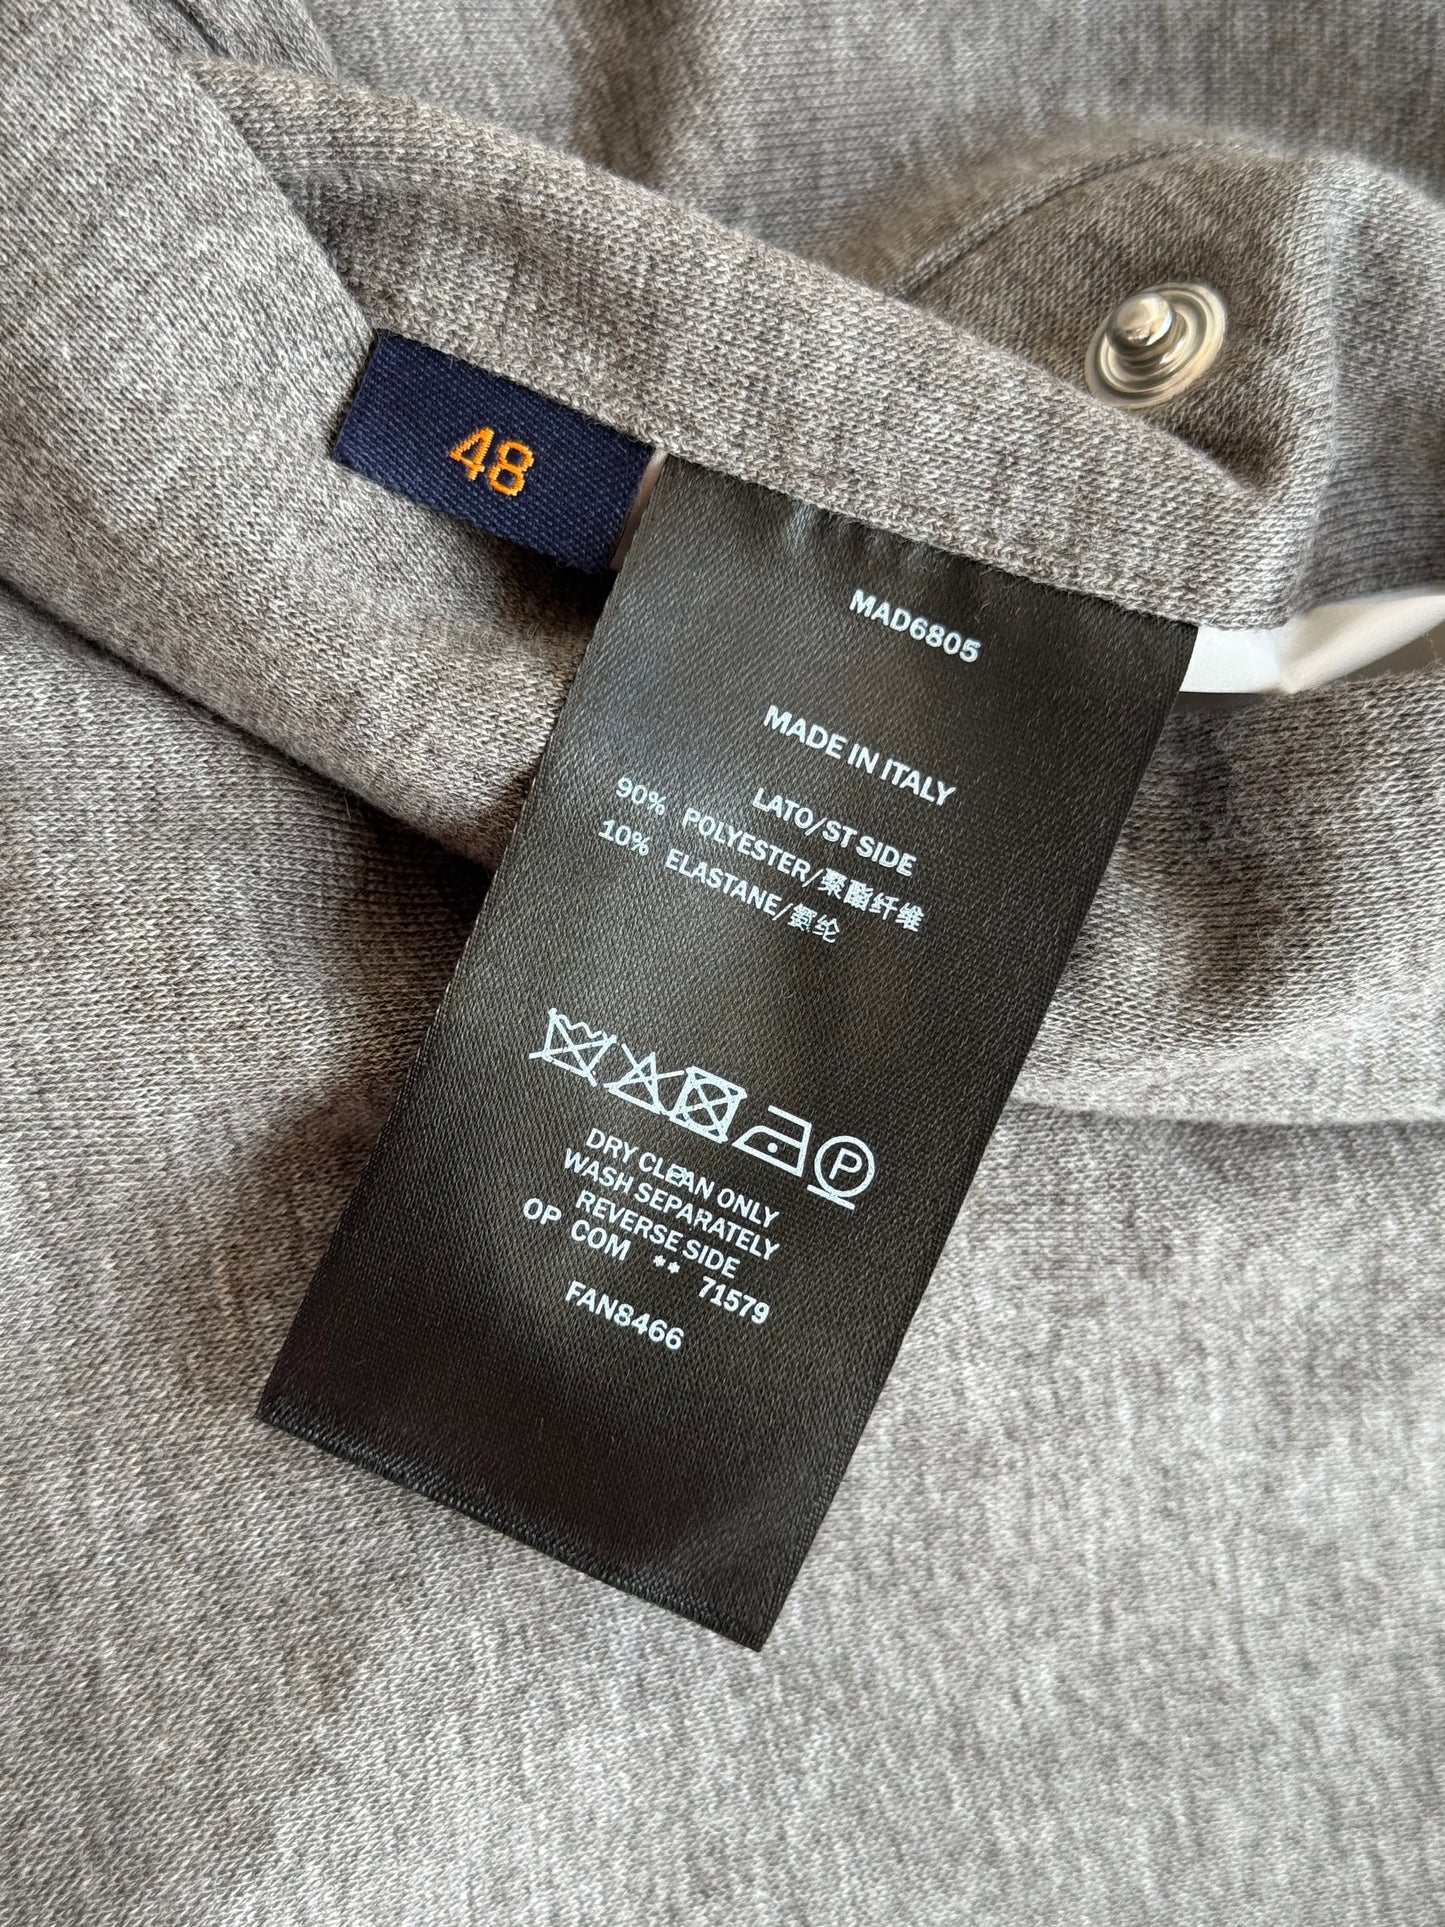 48
MAD6805
MADE IN ITALY
LATO/ST SIDE
90% POLYESTER/聚酯纤维
10% ELASTANE/氨纶
P
DRY CLEAN ONLY
WASH SEPARATELY
REVERSE SIDE
OP COM ** 71579
FAN8466